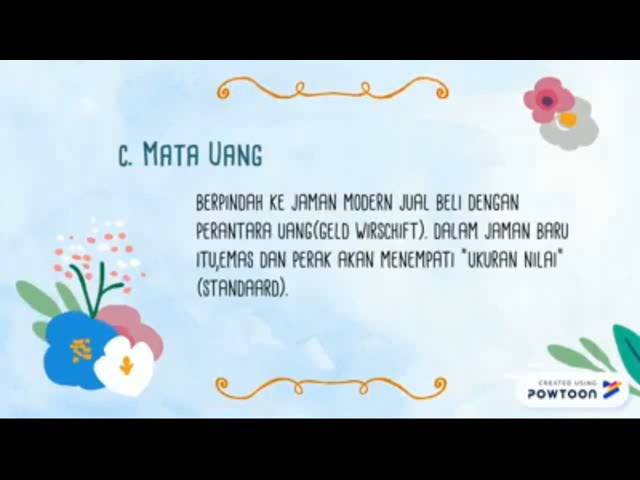 c. MATA UANG
BERPINDAH KE JAMAN MODERN JUAL BELI DENGAN
PERANTARA UANG(GELD WIRSCHIFT). DALAM JAMAN BARU
ITU,EMAS DAN PERAK AKAN MENEMPATI "UKURAN NILAI"
(STANDAARD).
CREATED USING
POWTOON